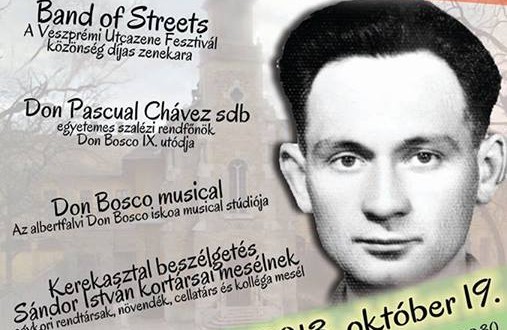 Band of Streets
A Veszprémi Utcazene Fesztivál
közönség díjas zenekara
Don Pascual Chávez sdb
egyetemes szalézi rendfőnök
Don Bosco IX. utódja
Don Bosco musical
Az albertfalvi Don Bosco iskoa musical stúdiója
Kerekasztal beszélgetés
Sándor István kortársai mesélnek
rendtársak, növendék, cellatárs és kolléga mesél
október 19.